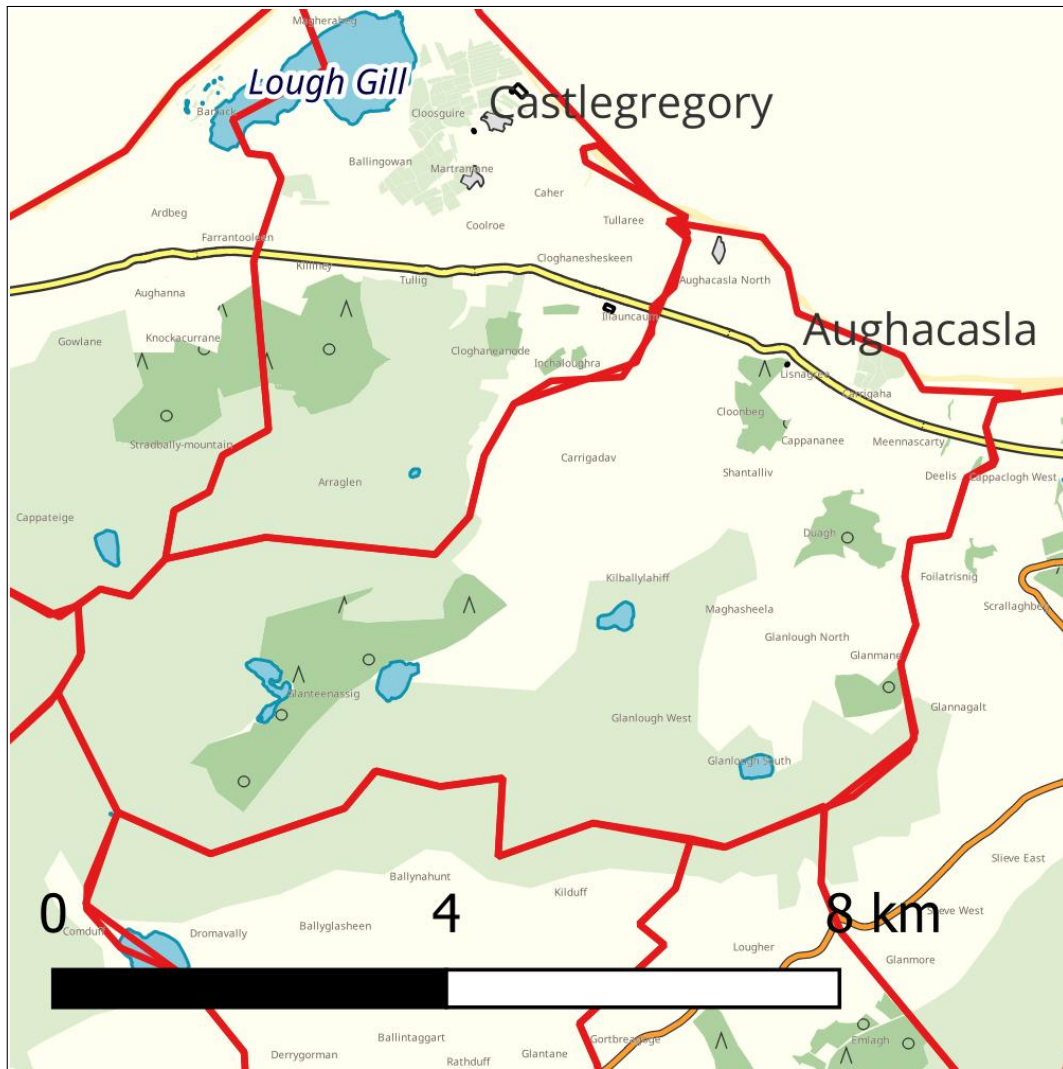 Magherabeg
Lough Gill
Castlegregory
Cloosguire
Ballingowan
Martramane
Caher
Ardbeg
Tullaree
Coolroe
Farrantooleen
Cloghanesheskeen
Killiney
Tullig
Aughacasla North
Aughanna
Illauncaum
Aughacasla
Knockacurrane
Gowlane
Cloghaneanode
Inchaloughra
Lisnagree
Carrigaha
Cloonbeg
Stradbally-mountain
Cappananee
Meennascarty
Carrigadav
Shantalliv
Deelis
Cappaclogh West
Arraglen
Cappateige
Duagh
Kilballylahiff
Foilatrisnig
Scrallaghbeg
Maghasheela
Glanlough North
Glanmane
Glanteenassig
Glannagalt
Glanlough West
Glanlough South
Slieve East
Ballynahunt
Kilduff
0
4
8 km
Slieve West
Ballyglasheen
Dromavally
Comduff
Lougher
Glanmore
Ballintaggart
Gortbreagoge
Emlagh
Derrygorman
Rathduff
Glantane